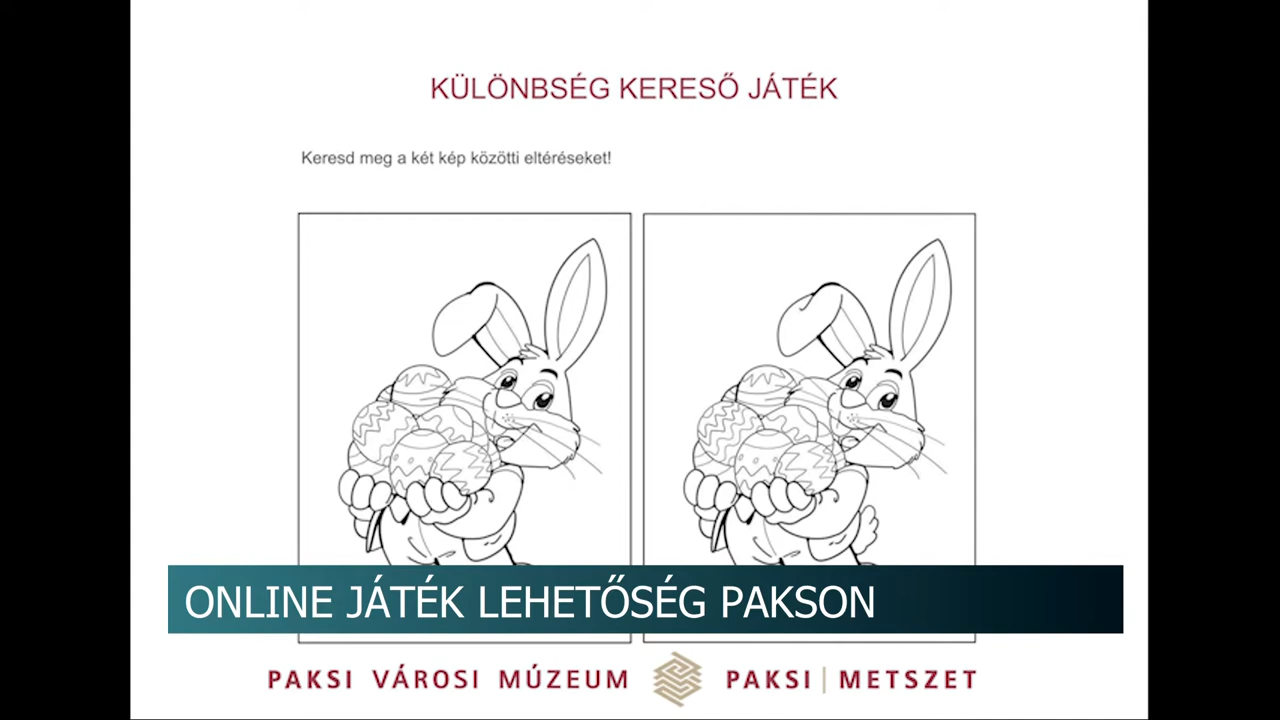 KÜLÖNBSÉG KERESŐ JÁTÉK
Keresd meg a két kép közötti eltéréseket!
ONLINE JÁTÉK LEHETŐSÉG PAKSON
PAKSI VÁROSI MÚZEUM PAKSI | METSZET